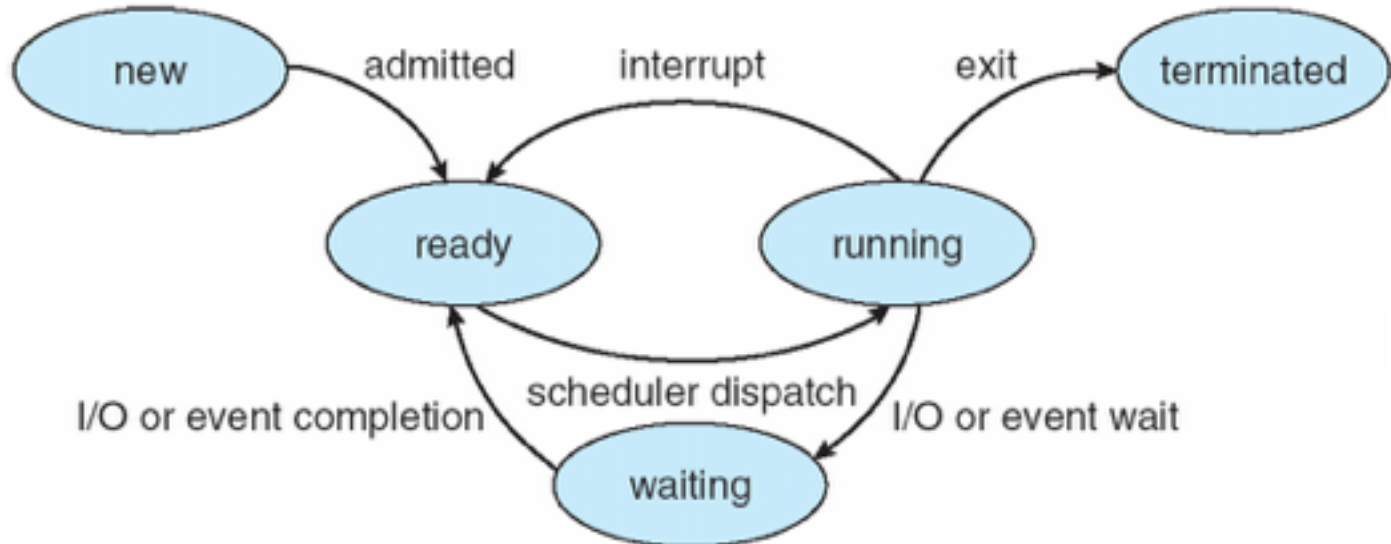 new
admitted
interrupt
exit
terminated
ready
running
scheduler dispatch
I/O or event completion
I/O or event wait
waiting